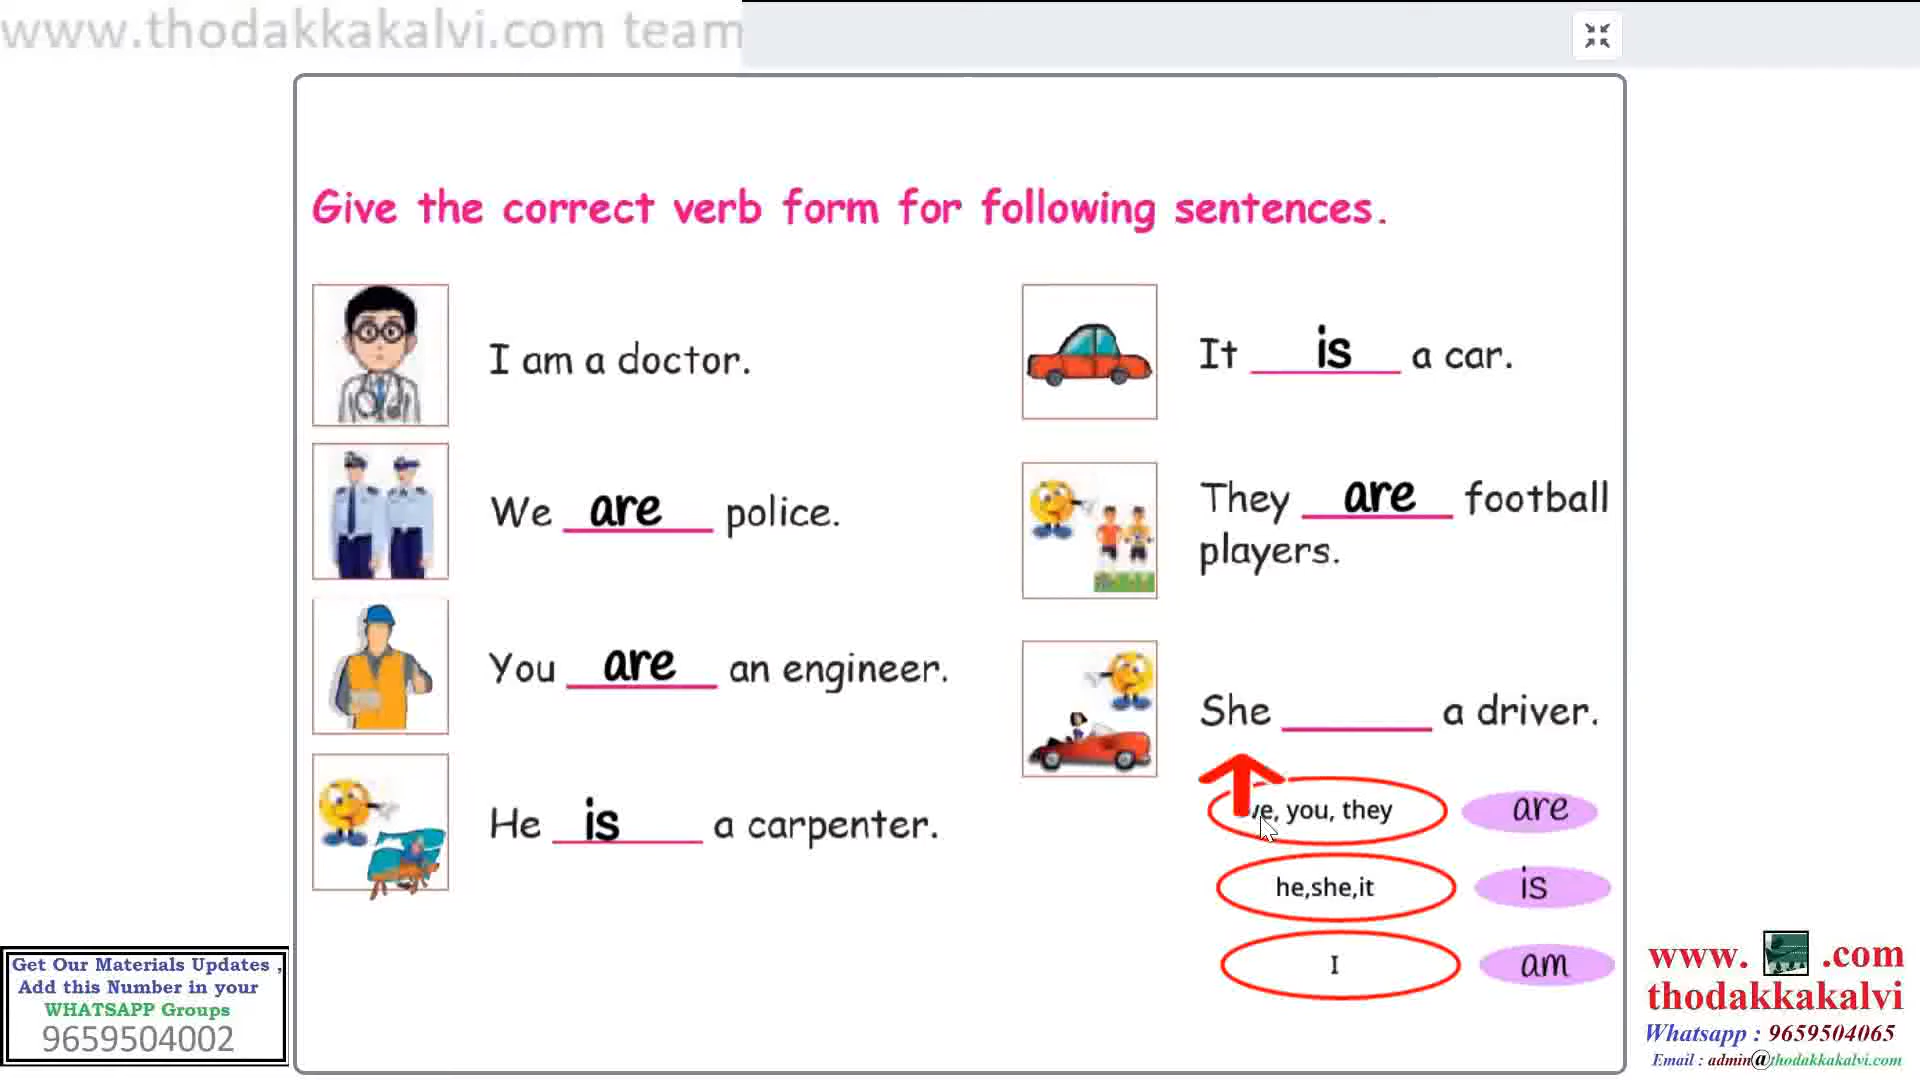 www.thodakkakalvi.com team
Give the correct verb form for following sentences.
I am a doctor.
We are police.
You are an engineer.
He is a carpenter.
It is a car.
They are football
players.
She ________ a driver.
you, they are
he,she,it is
I am
Get Our Materials Updates ,
Add this Number in your
WHATSAPP Groups
9659504002
www. .com
thodakkakalvi
Whatsapp : 9659504065
Email : admin@thodakkakalvi.com